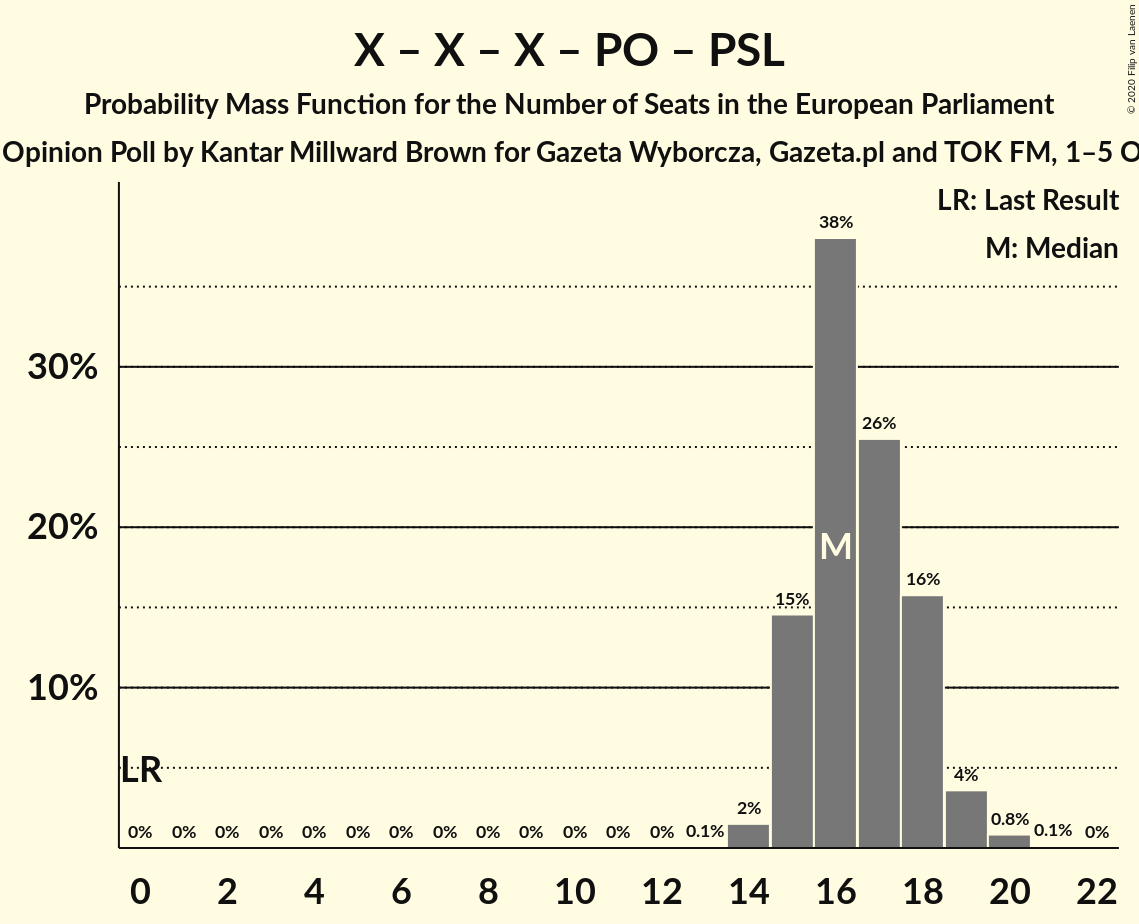 X – X – X – PO – PSL
Probability Mass Function for the Number of Seats in the European Parliament
Opinion Poll by Kantar Millward Brown for Gazeta Wyborcza, Gazeta.pl and TOK FM, 1–5 O
© 2020 Filip van Laenen
LR: Last Result
M: Median
38%
30%
26%
20%
M
16%
15%
10%
LR
4%
2%
0% 0% 0% 0% 0% 0% 0% 0% 0% 0% 0% 0% 0% 0.1% 0.8% 0.1% 0%
0 2 4 6 8 10 12 14 16 18 20 22